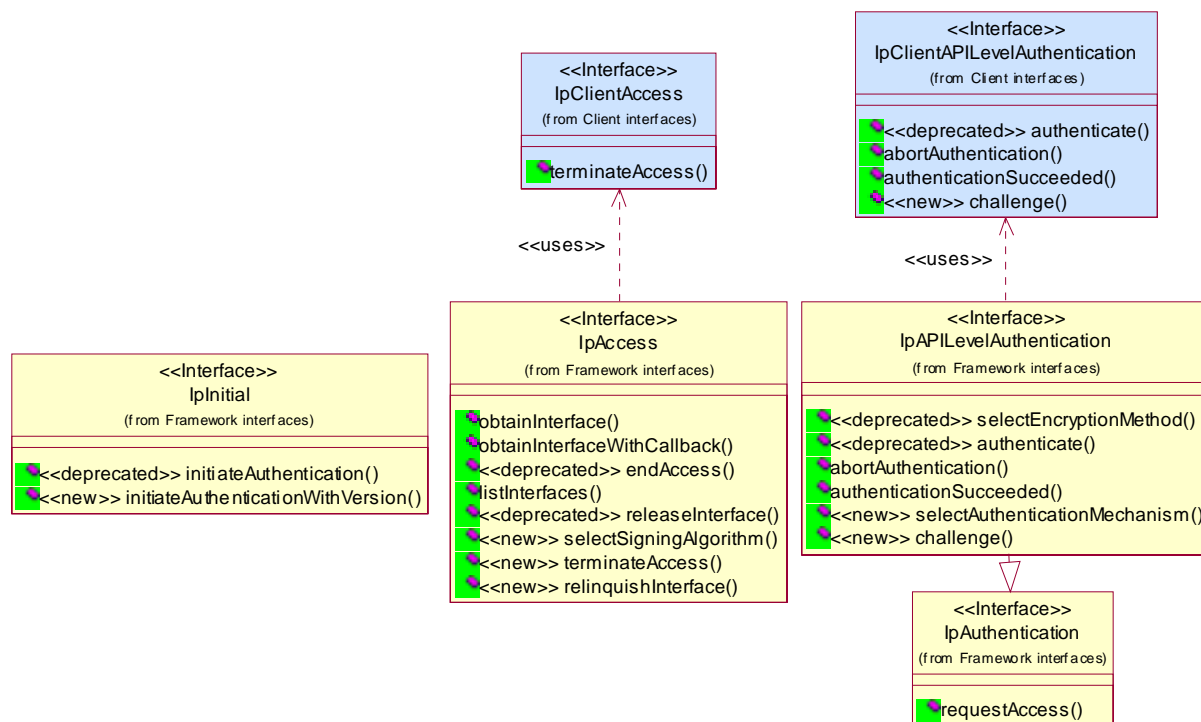 <<Interface>>
IpClientAccess
(from Client interfaces)
terminateAccess()
<<Interface>>
IpClientAPILevelAuthentication
(from Client interfaces)
<<deprecated>> authenticate()
abortAuthentication()
authenticationSucceeded()
<<new>> challenge()
<<uses>>
<<uses>>
<<Interface>>
IpInitial
(from Framework interfaces)
<<deprecated>> initiateAuthentication()
<<new>> initiateAuthenticationWithVersion()
<<Interface>>
IpAccess
(from Framework interfaces)
obtainInterface()
obtainInterfaceWithCallback()
<<deprecated>> endAccess()
listInterfaces()
<<deprecated>> releaseInterface()
<<new>> selectSigningAlgorithm()
<<new>> terminateAccess()
<<new>> relinquishInterface()
<<Interface>>
IpAPILevelAuthentication
(from Framework interfaces)
<<deprecated>> selectEncryptionMethod()
<<deprecated>> authenticate()
abortAuthentication()
authenticationSucceeded()
<<new>> selectAuthenticationMechanism()
<<new>> challenge()
<<Interface>>
IpAuthentication
(from Framework interfaces)
requestAccess()